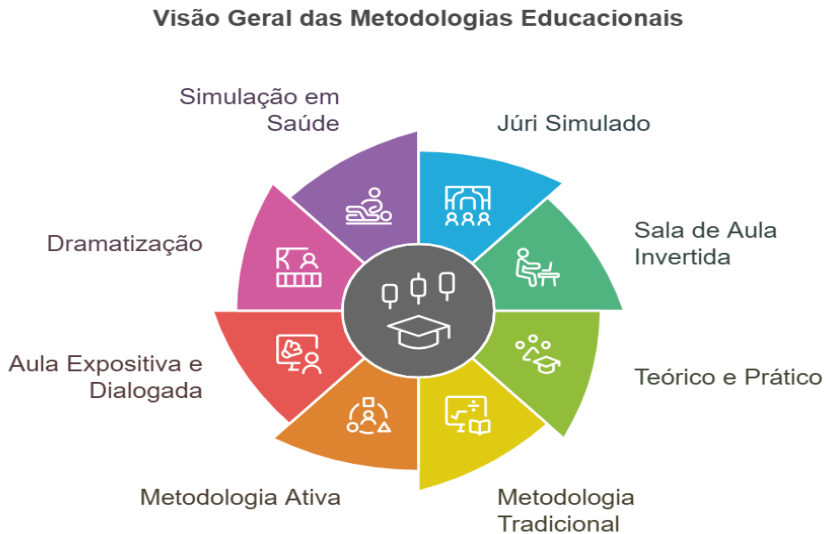 Visão Geral das Metodologias Educacionais
Simulação em
Saúde
Júri Simulado
Dramatização
Sala de Aula
Invertida
Aula Expositiva e
Dialogada
Teórico e Prático
Metodologia Ativa
Metodologia
Tradicional